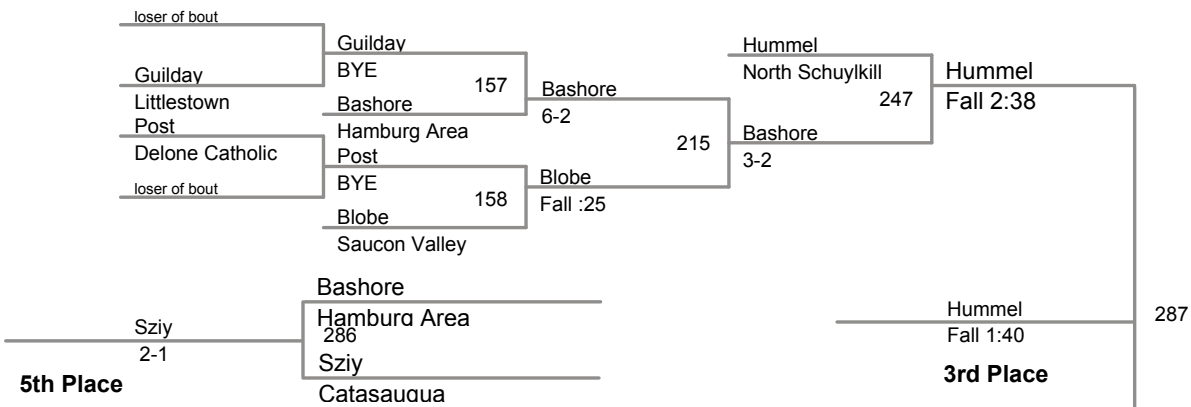 loser of bout
Guilday
Littlestown
Post
Delone Catholic
loser of bout
Guilday
BYE
Bashore
Hamburg Area
Post
BYE
Blobe
Saucon Valley
157
158
Bashore
6-2
Blobe
Fall :25
215
Hummel
North Schuylkill
Bashore
3-2
247
Hummel
Fall 2:38
Bashore
Hamburg Area
286
Sziy
Catasauqua
Sziy
2-1
5th Place
Hummel
Fall 1:40
3rd Place
287